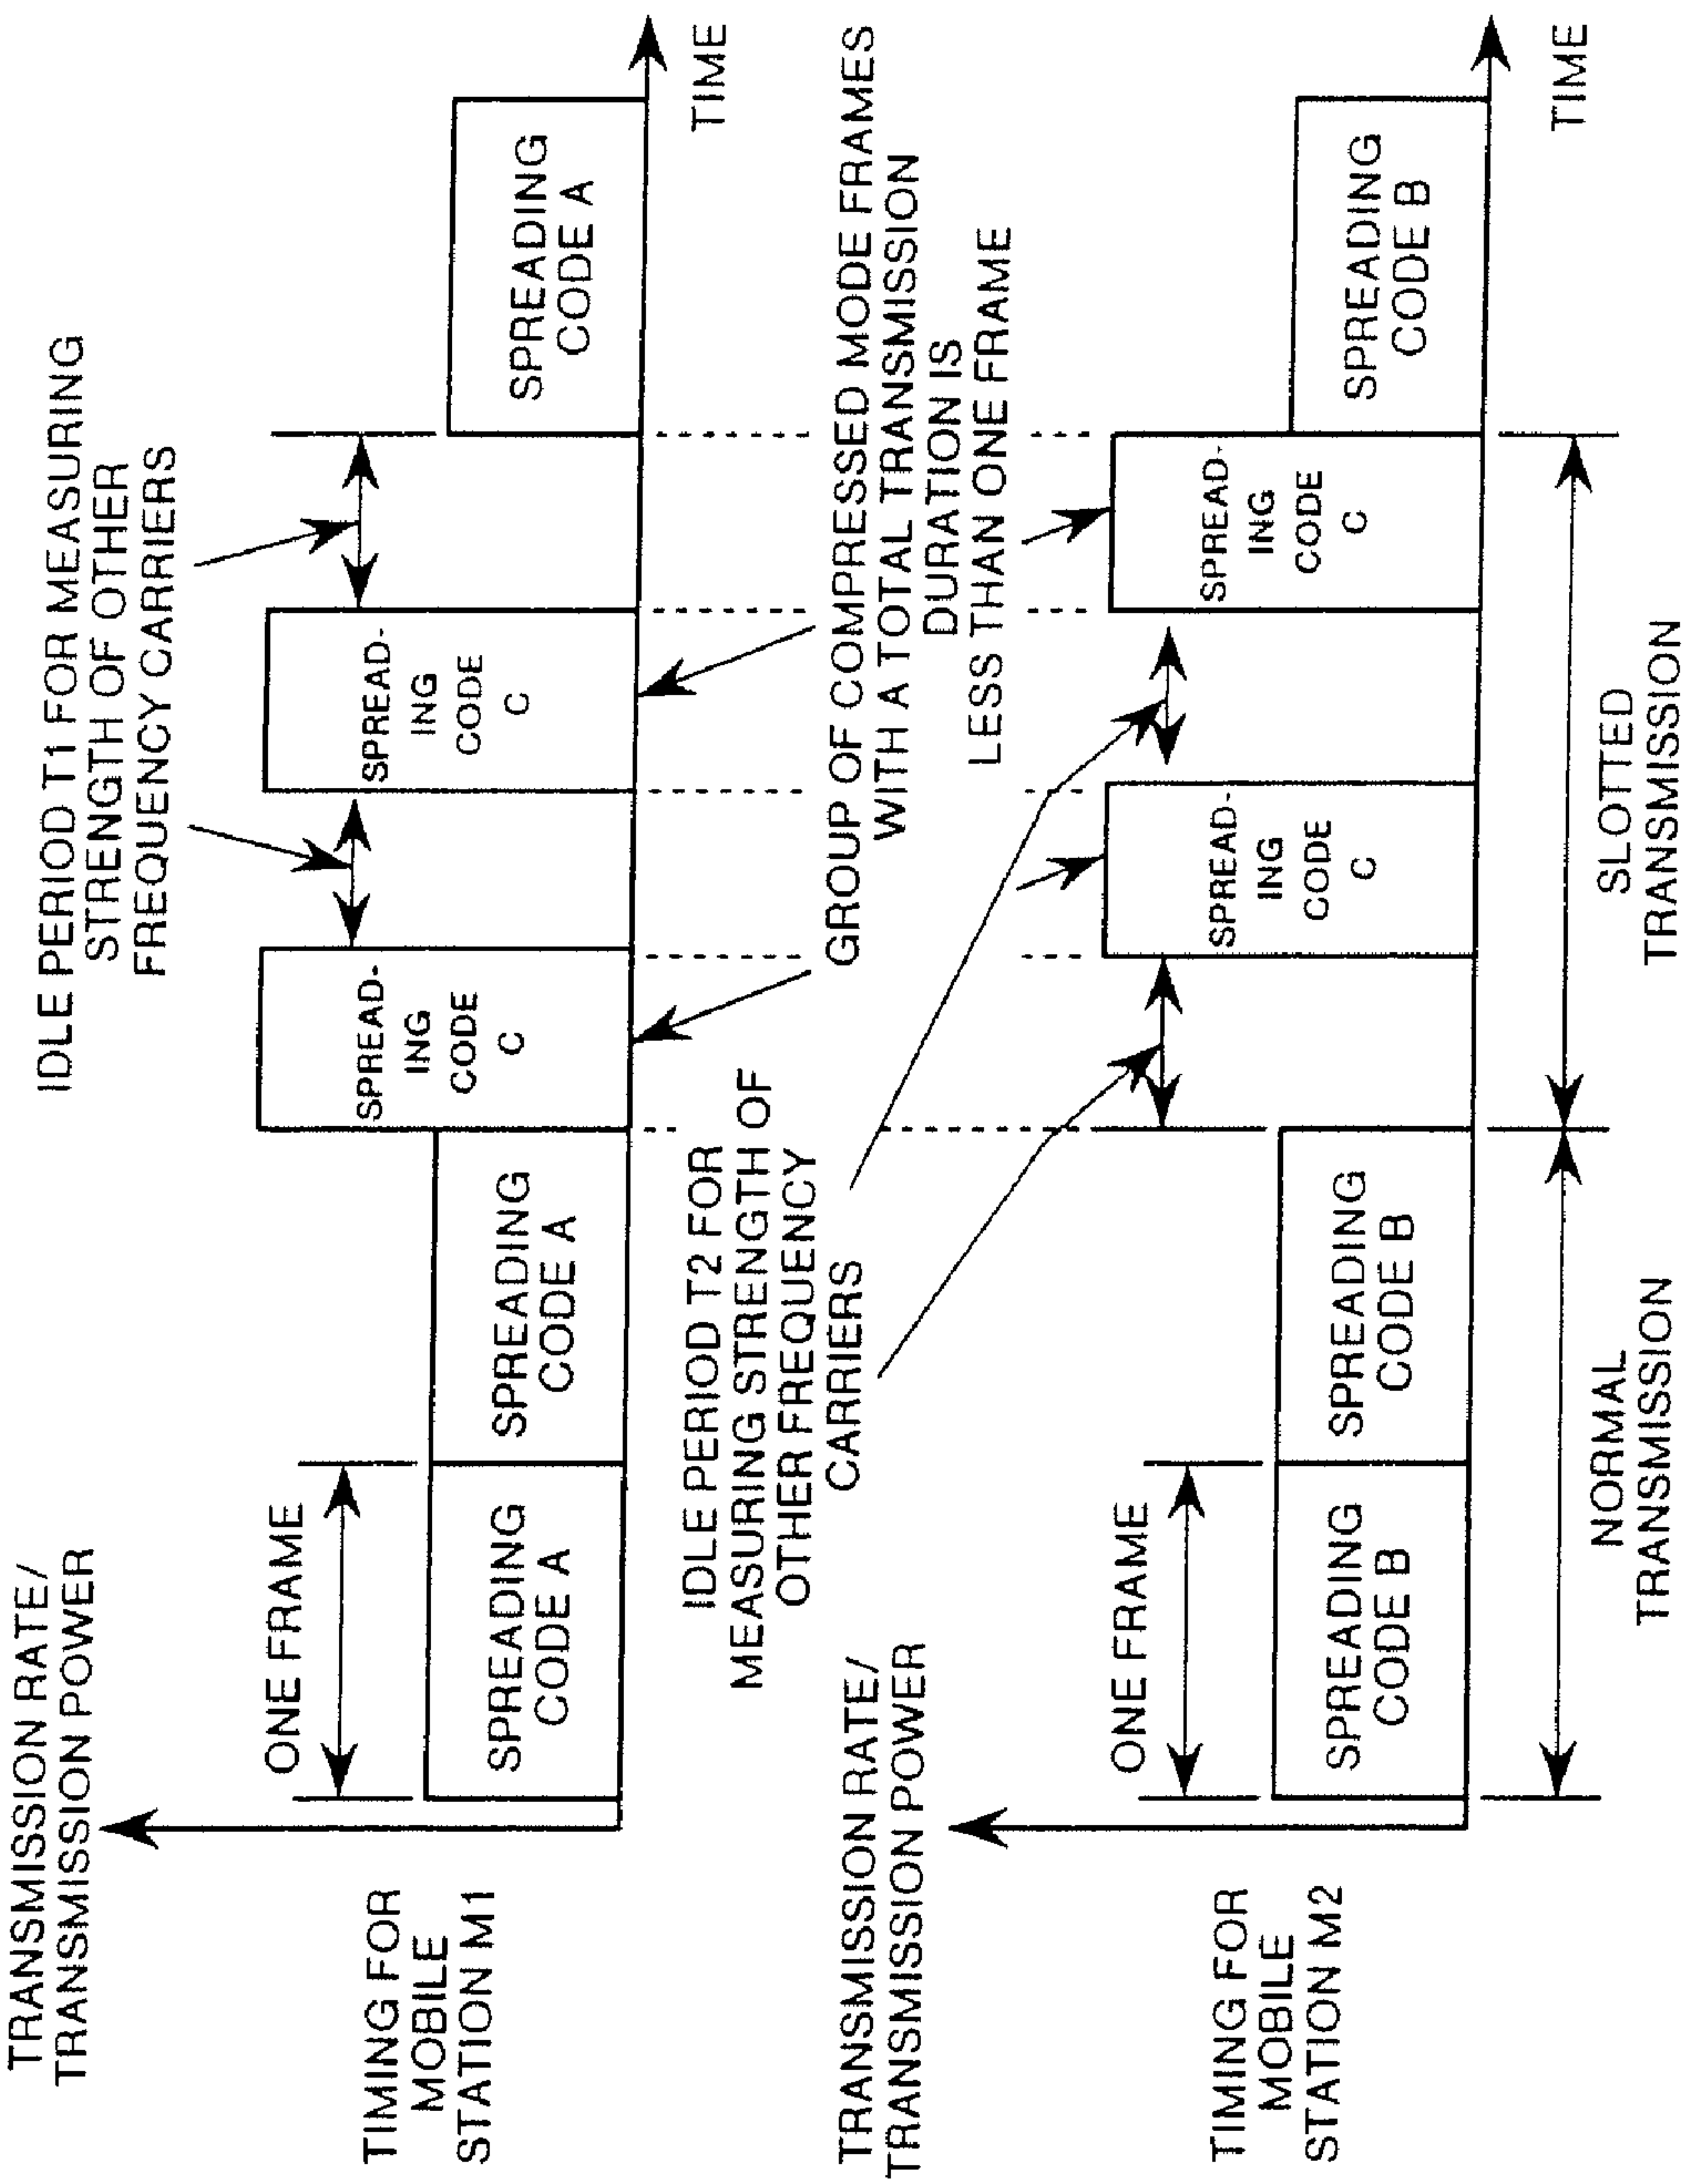 TRANSMISSION RATE/
TRANSMISSION POWER
TIMING FOR
MOBILE
STATION M1
ONE FRAME
SPREADING
CODE A
SPREADING
CODE A
SPREAD-
ING
CODE
C
SPREAD-
ING
CODE
C
SPREADING
CODE A
TIME
IDLE PERIOD T1 FOR MEASURING
STRENGTH OF OTHER
FREQUENCY CARRIERS
IDLE PERIOD T2 FOR
MEASURING STRENGTH OF
OTHER FREQUENCY
CARRIERS
GROUP OF COMPRESSED MODE FRAMES
WITH A TOTAL TRANSMISSION
DURATION IS
LESS THAN ONE FRAME
TRANSMISSION RATE/
TRANSMISSION POWER
TIMING FOR
MOBILE
STATION M2
ONE FRAME
SPREADING
CODE B
SPREADING
CODE B
SPREAD-
ING
CODE
C
SPREAD-
ING
CODE
C
SPREADING
CODE B
TIME
NORMAL
TRANSMISSION
SLOTTED
TRANSMISSION